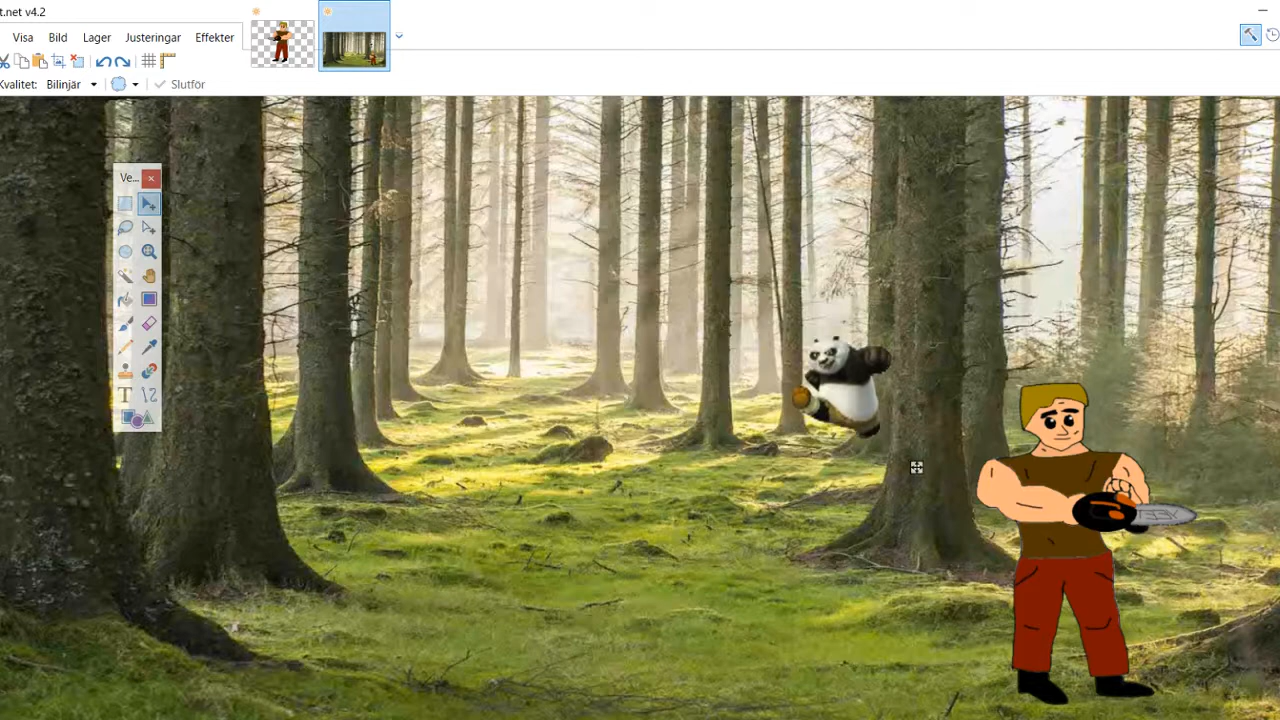 t.net v4.2
Visa Bild Lager Justeringar Effekter
Kvalitet: Bilinjär Slutför
Ve...
T